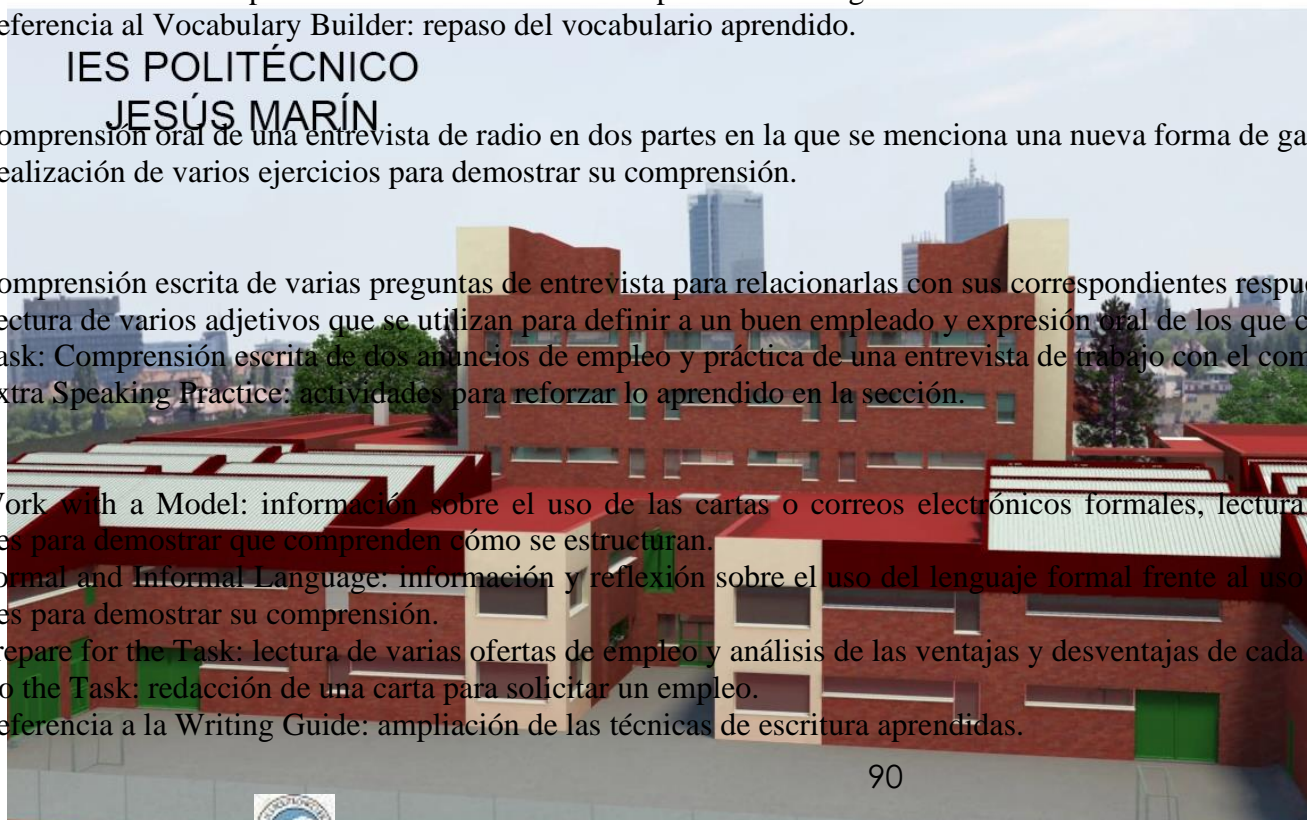 eferencia al Vocabulary Builder: repaso del vocabulario aprendido.
IES POLITÉCNICO
JESÚS MARÍN
omprensión oral de una entrevista de radio en dos partes en la que se menciona una nueva forma de ga
ealización de varios ejercicios para demostrar su comprensión.
omprensión escrita de varias preguntas de entrevista para relacionarlas con sus correspondientes respue
ectura de varios adjetivos que se utilizan para definir a un buen empleado y expresión oral de los que c
ask: Comprensión escrita de dos anuncios de empleo y práctica de una entrevista de trabajo con el com
xtra Speaking Practice: actividades para reforzar lo aprendido en la sección.
Work with a Model: información sobre el uso de las cartas o correos electrónicos formales, lectura
es para demostrar que comprenden cómo se estructuran.
ormal and Informal Language: información y reflexión sobre el uso del lenguaje formal frente al uso
es para demostrar su comprensión.
repare for the Task: lectura de varias ofertas de empleo y análisis de las ventajas y desventajas de cada
o the Task: redacción de una carta para solicitar un empleo.
eferencia a la Writing Guide: ampliación de las técnicas de escritura aprendidas.
90